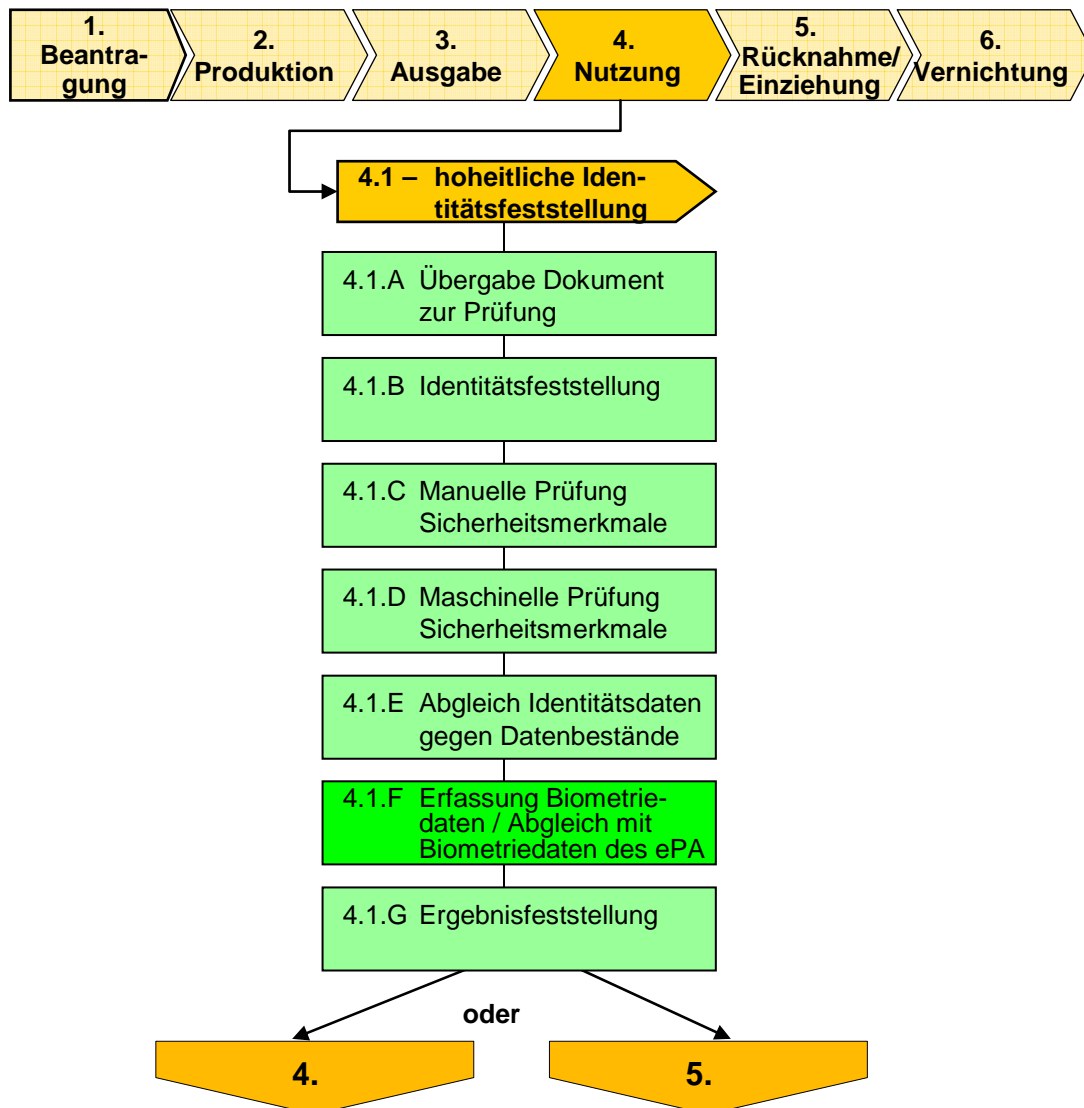 1.
Beantra-
gung
2.
Produktion
3.
Ausgabe
4.
Nutzung
5.
Rücknahme/
Einziehung
6.
Vernichtung
4.1 – hoheitliche Iden-
titätsfeststellung
4.1.A Übergabe Dokument
zur Prüfung
4.1.B Identitätsfeststellung
4.1.C Manuelle Prüfung
Sicherheitsmerkmale
4.1.D Maschinelle Prüfung
Sicherheitsmerkmale
4.1.E Abgleich Identitätsdaten
gegen Datenbestände
4.1.F Erfassung Biometrie-
daten / Abgleich mit
Biometriedaten des ePA
4.1.G Ergebnisfeststellung
oder
4.
5.